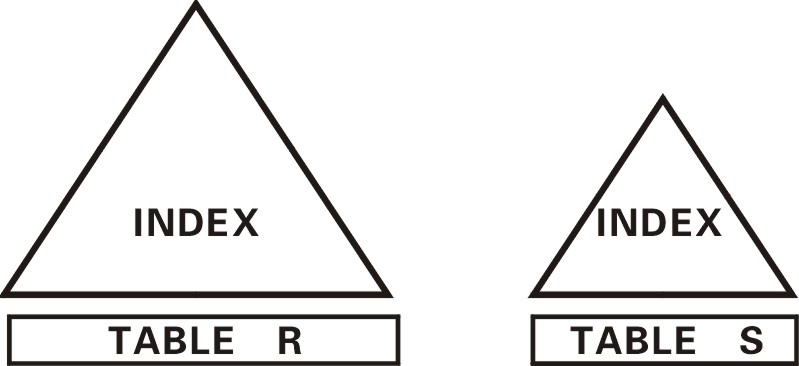 INDEX
TABLE R
INDEX
TABLE S